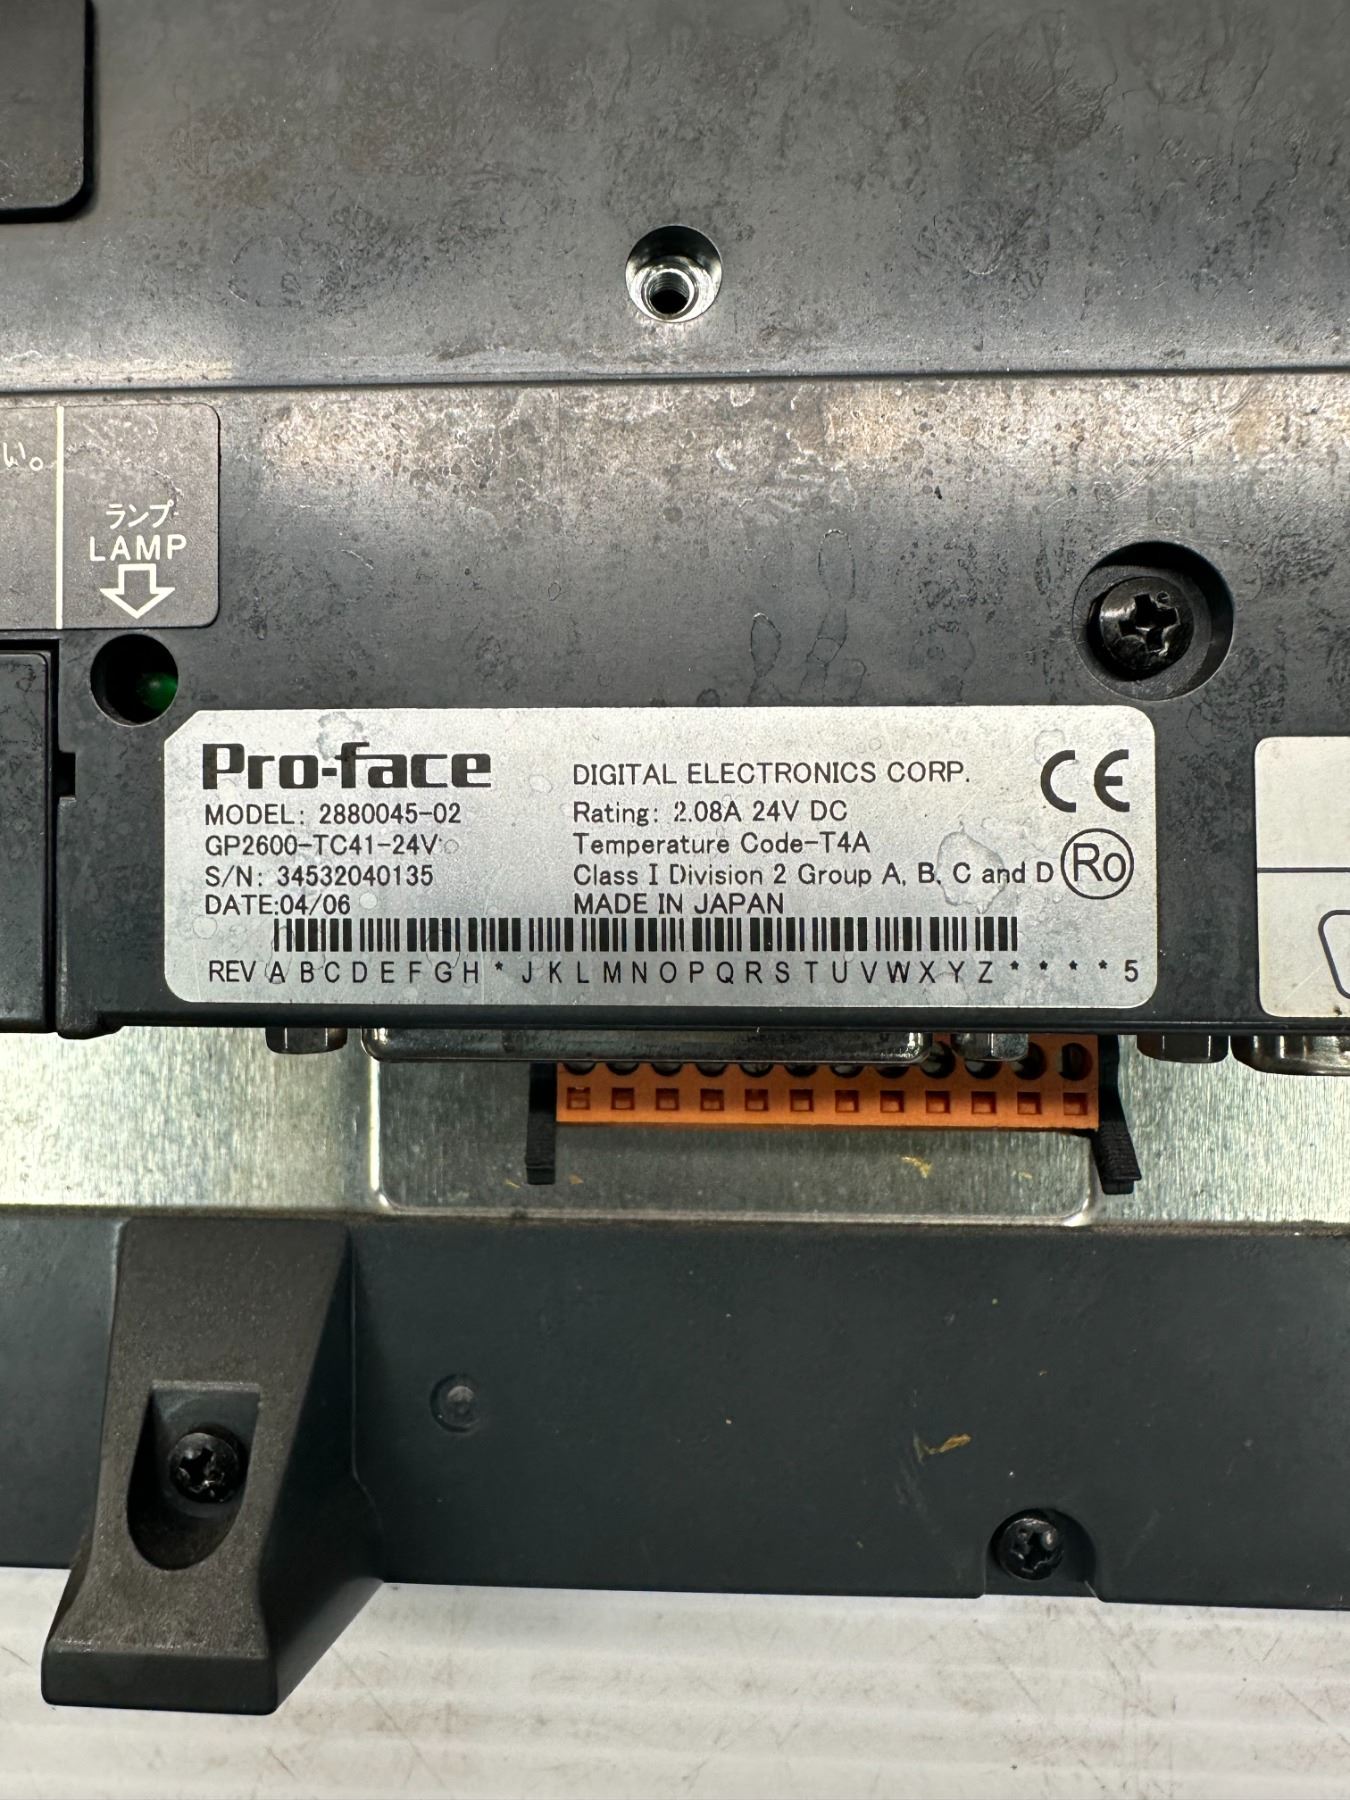 い。
ランプ
LAMP
Pro-face
MODEL: 2880045-02
GP2600-TC41-24V
S/N: 34532040135
DATE:04/06
DIGITAL ELECTRONICS CORP.
Rating: 2.08A 24V DC
Temperature Code-T4A
Class I Division 2 Group A, B, C and D
MADE IN JAPAN
CE
Ro
REV A B C D E F G H * J K L M N O P Q R S T U V W X Y Z * * * * 5